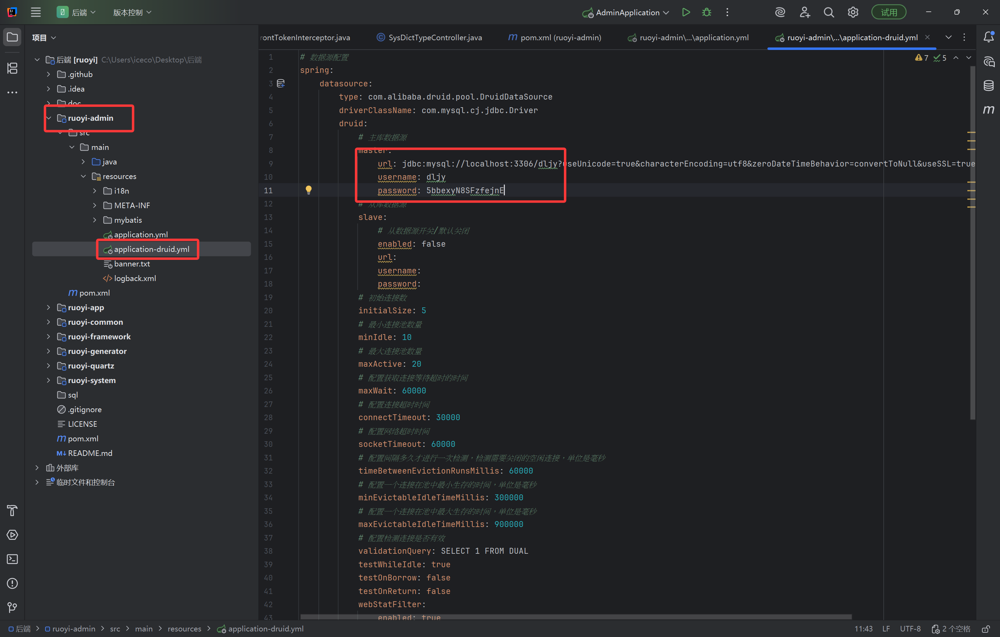 后端
版本控制
AdminApplication
试用
项目
rontTokenInterceptor.java
SysDictTypeController.java
pom.xml (ruoyi-admin)
ruoyi-admin\...\application.yml
ruoyi-admin\...\application-druid.yml
后端 [ruoyi] C:\Users\iceco\Desktop\后端
.github
.idea
doc
ruoyi-admin
src
main
java
resources
i18n
META-INF
mybatis
application.yml
application-druid.yml
banner.txt
logback.xml
pom.xml
ruoyi-app
ruoyi-common
ruoyi-framework
ruoyi-generator
ruoyi-quartz
ruoyi-system
sql
.gitignore
LICENSE
pom.xml
README.md
外部库
临时文件和控制台
7 5
1 # 数据源配置
2 spring:
3 datasource:
4 type: com.alibaba.druid.pool.DruidDataSource
5 driverClassName: com.mysql.cj.jdbc.Driver
6 druid:
7 # 主库数据源
8 master:
9 url: jdbc:mysql://localhost:3306/dljy?useUnicode=true&characterEncoding=utf8&zeroDateTimeBehavior=convertToNull&useSSL=true
10 username: dljy
11 password: 5bbexyN8SFzfejnE
12 # 从库数据源
13 slave:
14 # 从数据源开关/默认关闭
15 enabled: false
16 url:
17 username:
18 password:
19 # 初始连接数
20 initialSize: 5
21 # 最小连接池数量
22 minIdle: 10
23 # 最大连接池数量
24 maxActive: 20
25 # 配置获取连接等待超时的时间
26 maxWait: 60000
27 # 配置连接超时时间
28 connectTimeout: 30000
29 # 配置网络超时时间
30 socketTimeout: 60000
31 # 配置间隔多久才进行一次检测，检测需要关闭的空闲连接，单位是毫秒
32 timeBetweenEvictionRunsMillis: 60000
33 # 配置一个连接在池中最小生存的时间，单位是毫秒
34 minEvictableIdleTimeMillis: 300000
35 # 配置一个连接在池中最大生存的时间，单位是毫秒
36 maxEvictableIdleTimeMillis: 900000
37 # 配置检测连接是否有效
38 validationQuery: SELECT 1 FROM DUAL
39 testWhileIdle: true
40 testOnBorrow: false
41 testOnReturn: false
42 webStatFilter:
43 enabled: true
后端 > ruoyi-admin > src > main > resources > application-druid.yml
11:43 LF UTF-8 2 个空格